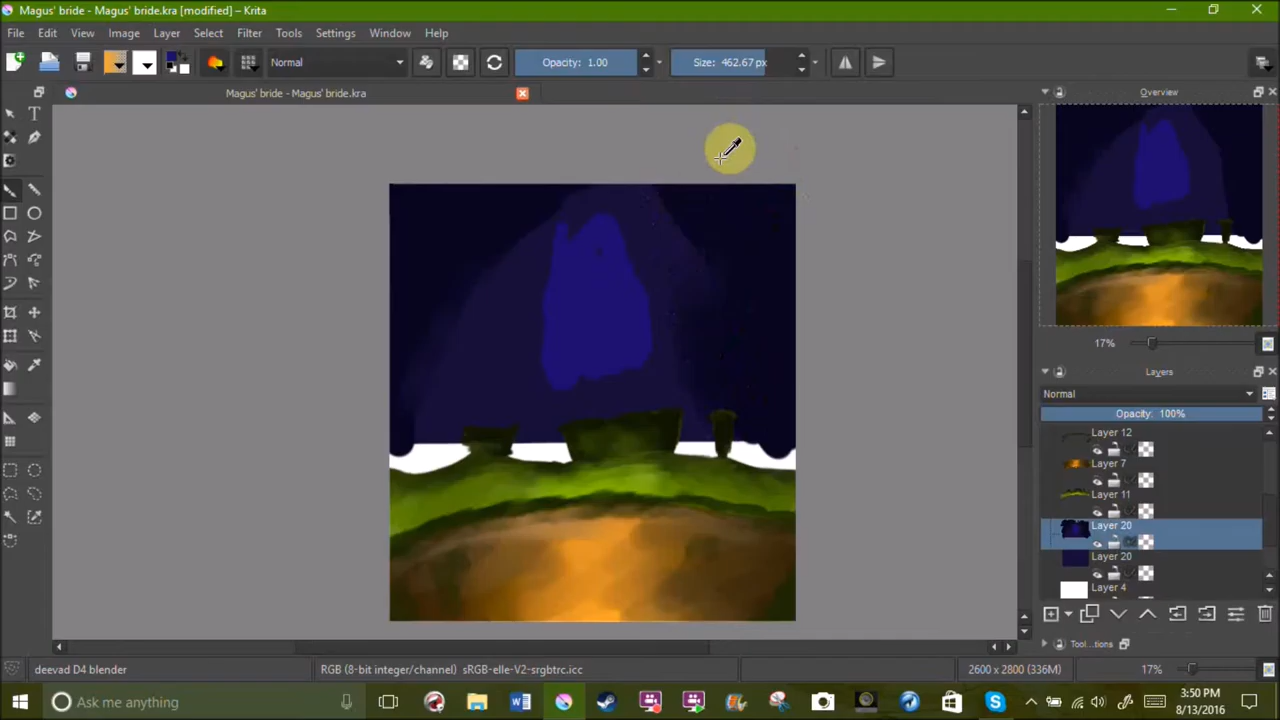 Magus' bride - Magus' bride.kra [modified] - Krita
File Edit View Image Layer Select Filter Tools Settings Window Help
Normal Opacity: 1.00 Size: 462.67 px
Magus' bride - Magus' bride.kra
Overview
17%
Layers
Normal
Opacity: 100%
Layer 12
Layer 7
Layer 11
Layer 20
Layer 20
Layer 4
Tool...tions
deevad D4 blender RGB (8-bit integer/channel) sRGB-elle-V2-srgbtrc.icc 2600 x 2800 (336M) 17%
Ask me anything
3:50 PM
8/13/2016